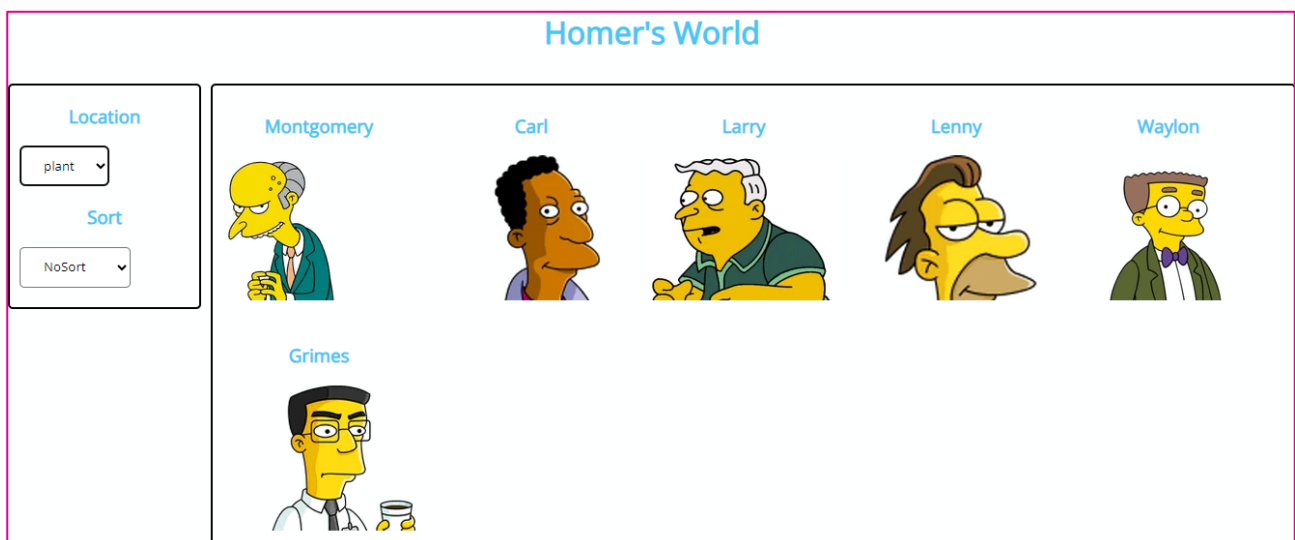 Homer's World
Location
plant
Sort
NoSort
Montgomery Carl Larry Lenny Waylon
Grimes